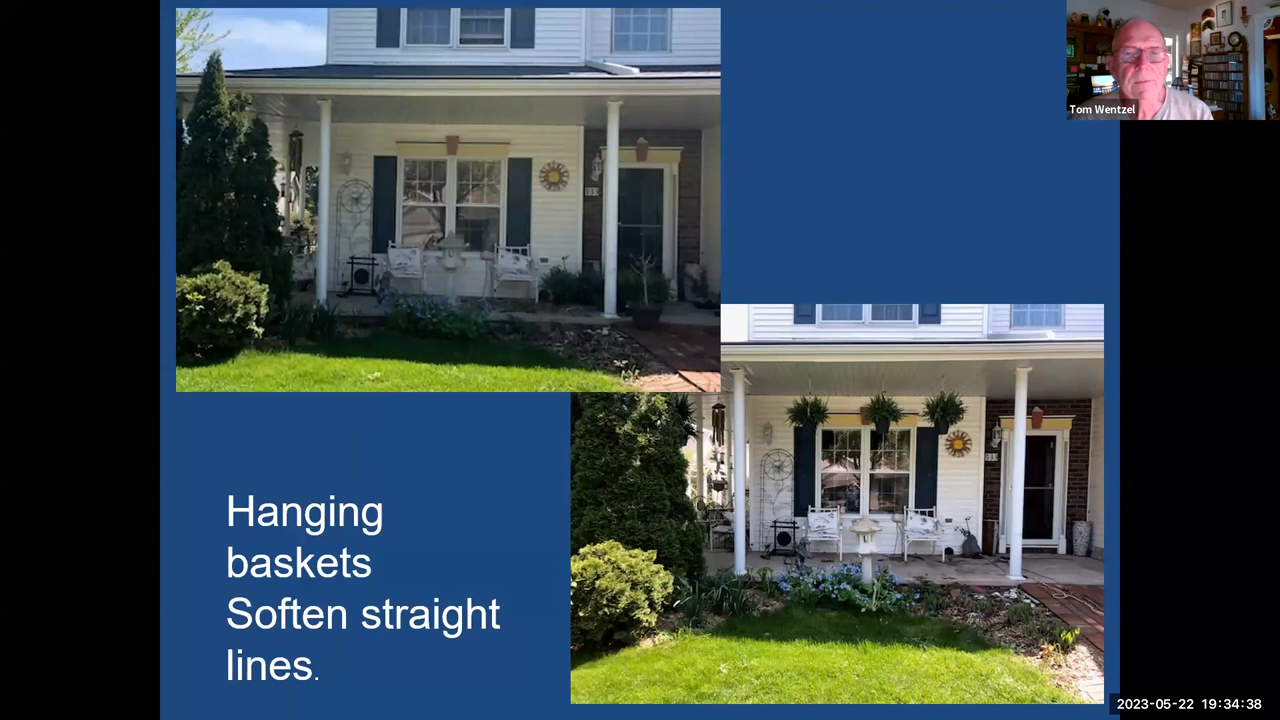 Tom Wentzel
Hanging
baskets
Soften straight
lines.
2023-05-22 19:34:38